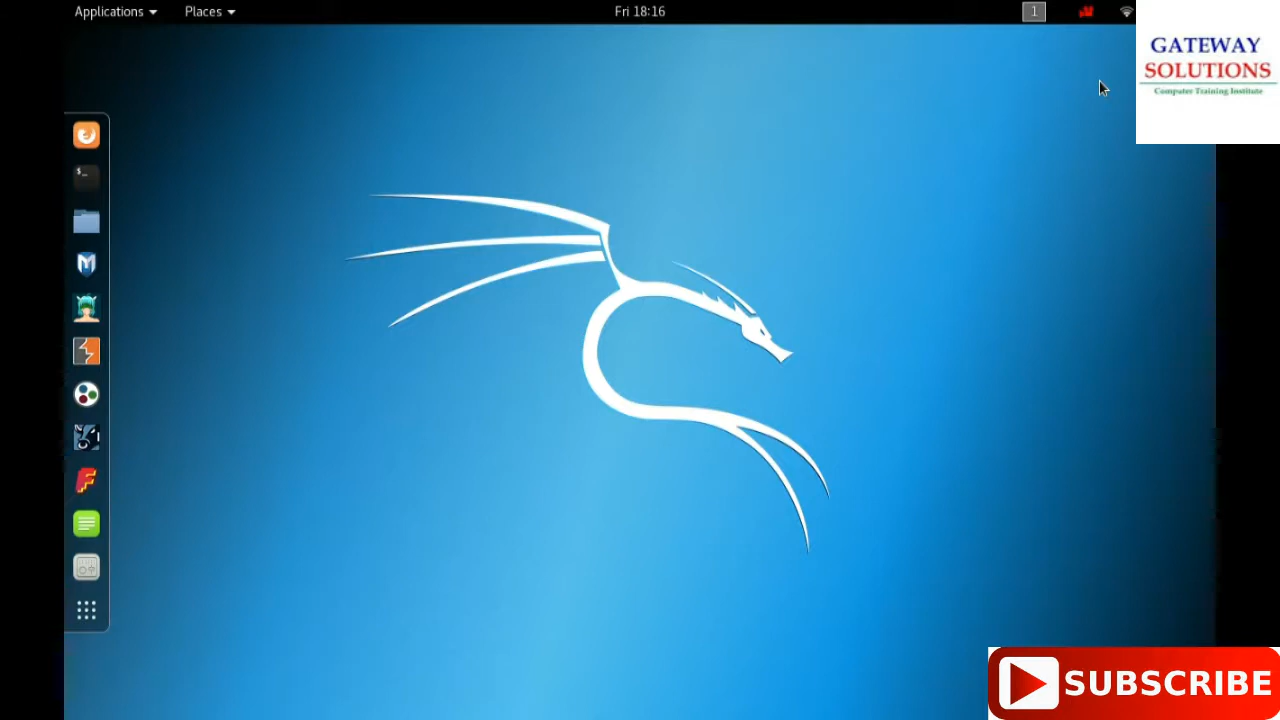 Applications Places Fri 18:16 1
GATEWAY
SOLUTIONS
Computer Training Institute
$_
SUBSCRIBE